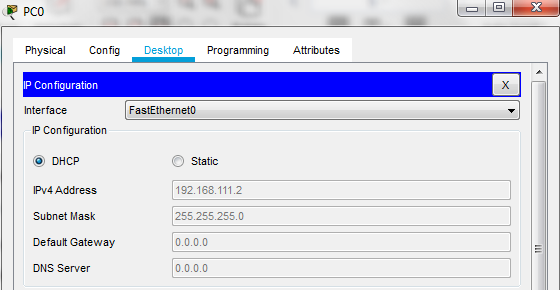 PC0
Physical Config Desktop Programming Attributes
IP Configuration X
Interface FastEthernet0
IP Configuration
DHCP Static
IPv4 Address 192.168.111.2
Subnet Mask 255.255.255.0
Default Gateway 0.0.0.0
DNS Server 0.0.0.0